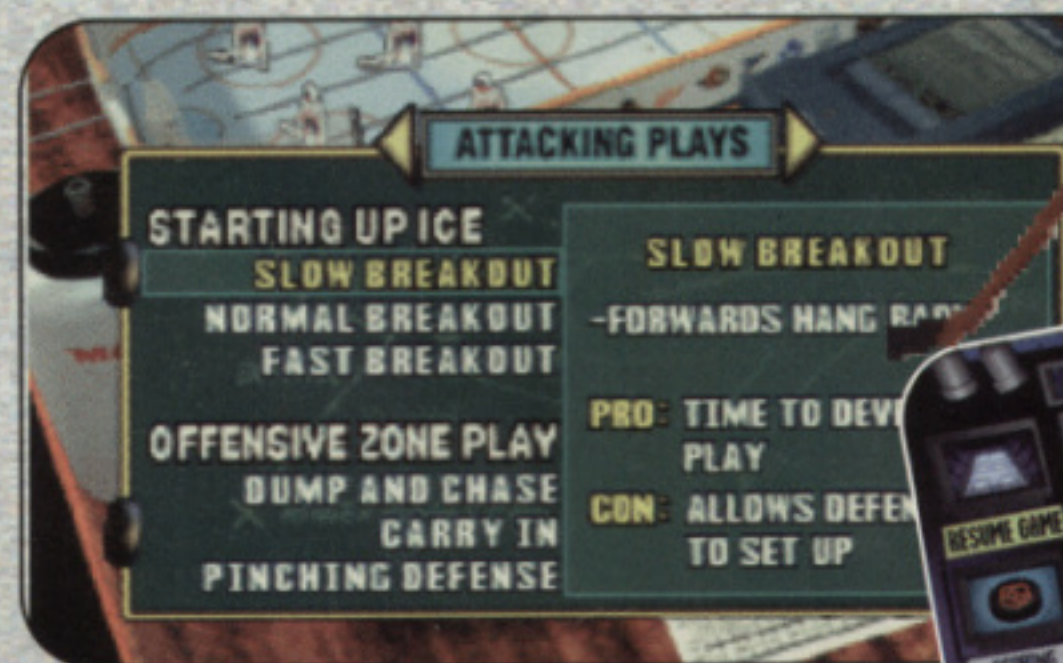 ATTACKING PLAYS
STARTING UP ICE
SLOW BREAKOUT
NORMAL BREAKOUT
FAST BREAKOUT
OFFENSIVE ZONE PLAY
DUMP AND CHASE
CARRY IN
PINCHING DEFENSE
SLOW BREAKOUT
-FORWARDS HANG
PRO: TIME TO
PLAY
CON: ALLOWS
TO SET UP
RESUME GAME